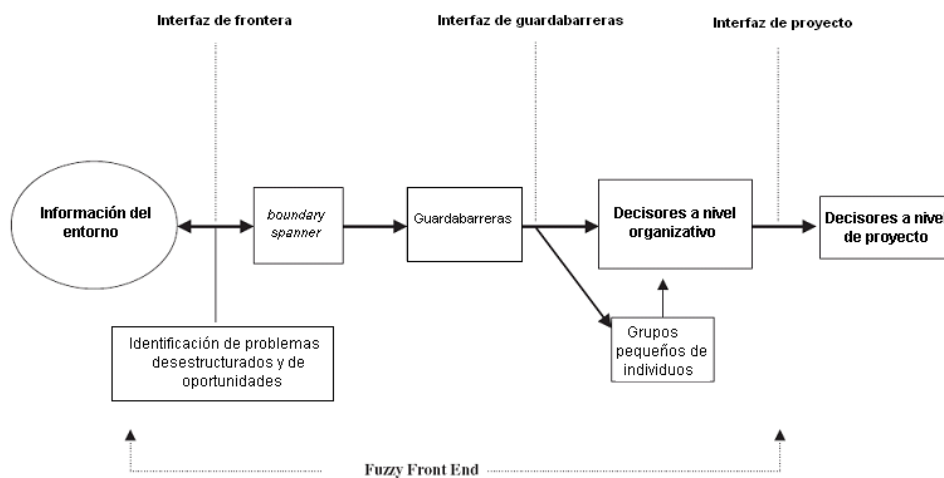 Interfaz de frontera
Interfaz de guardabarreras
Interfaz de proyecto
Información del
entorno
boundary
spanner
Guardabarreras
Decisores a nivel
organizativo
Decisores a nivel
de proyecto
Identificación de problemas
desestructurados y de
oportunidades
Grupos
pequeños de
individuos
Fuzzy Front End